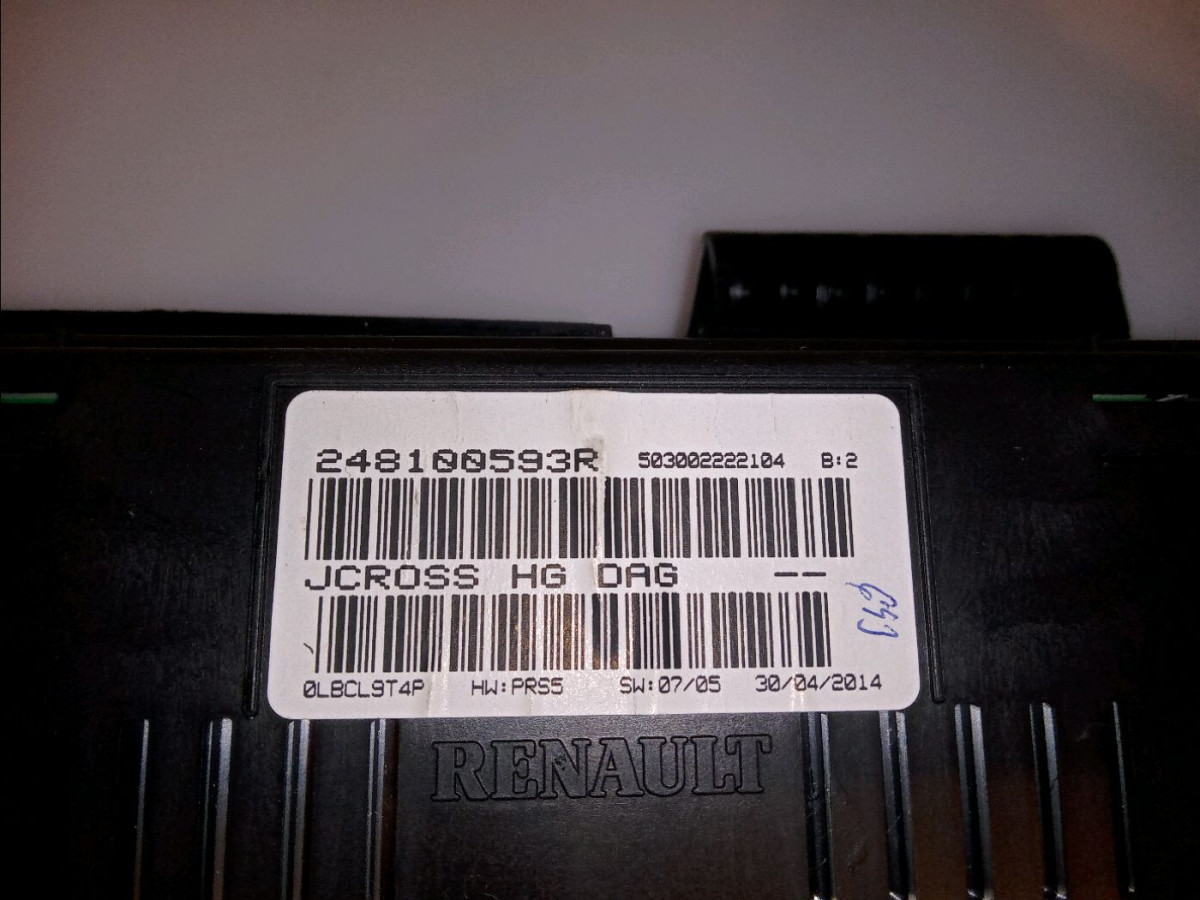 248100593R 503002222104 B:2
JCROSS HG DAG --
0LBCL9T4P HW:PRS5 SW:07/05 30/04/2014
RENAULT